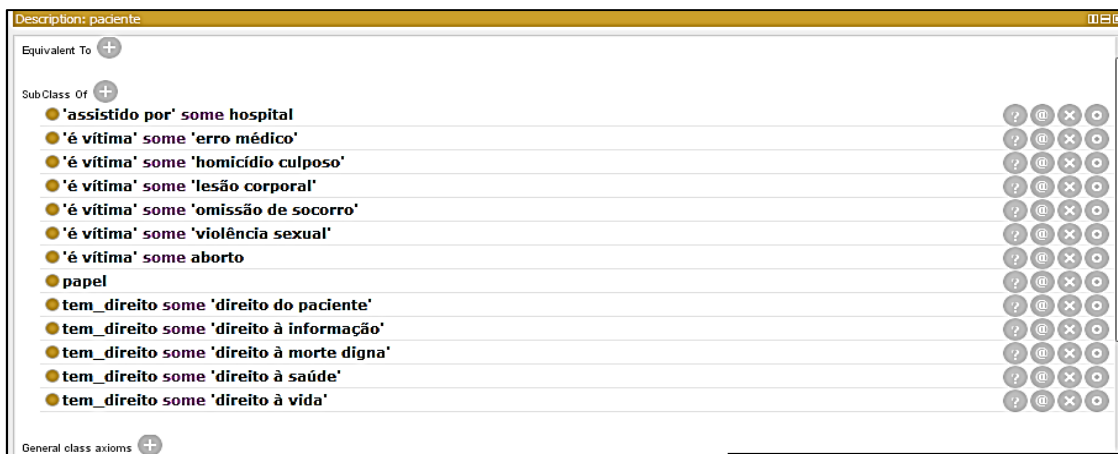 Description: paciente
Equivalent To
SubClass Of
'assistido por' some hospital
'é vítima' some 'erro médico'
'é vítima' some 'homicídio culposo'
'é vítima' some 'lesão corporal'
'é vítima' some 'omissão de socorro'
'é vítima' some 'violência sexual'
'é vítima' some aborto
papel
tem_direito some 'direito do paciente'
tem_direito some 'direito à informação'
tem_direito some 'direito à morte digna'
tem_direito some 'direito à saúde'
tem_direito some 'direito à vida'
General class axioms